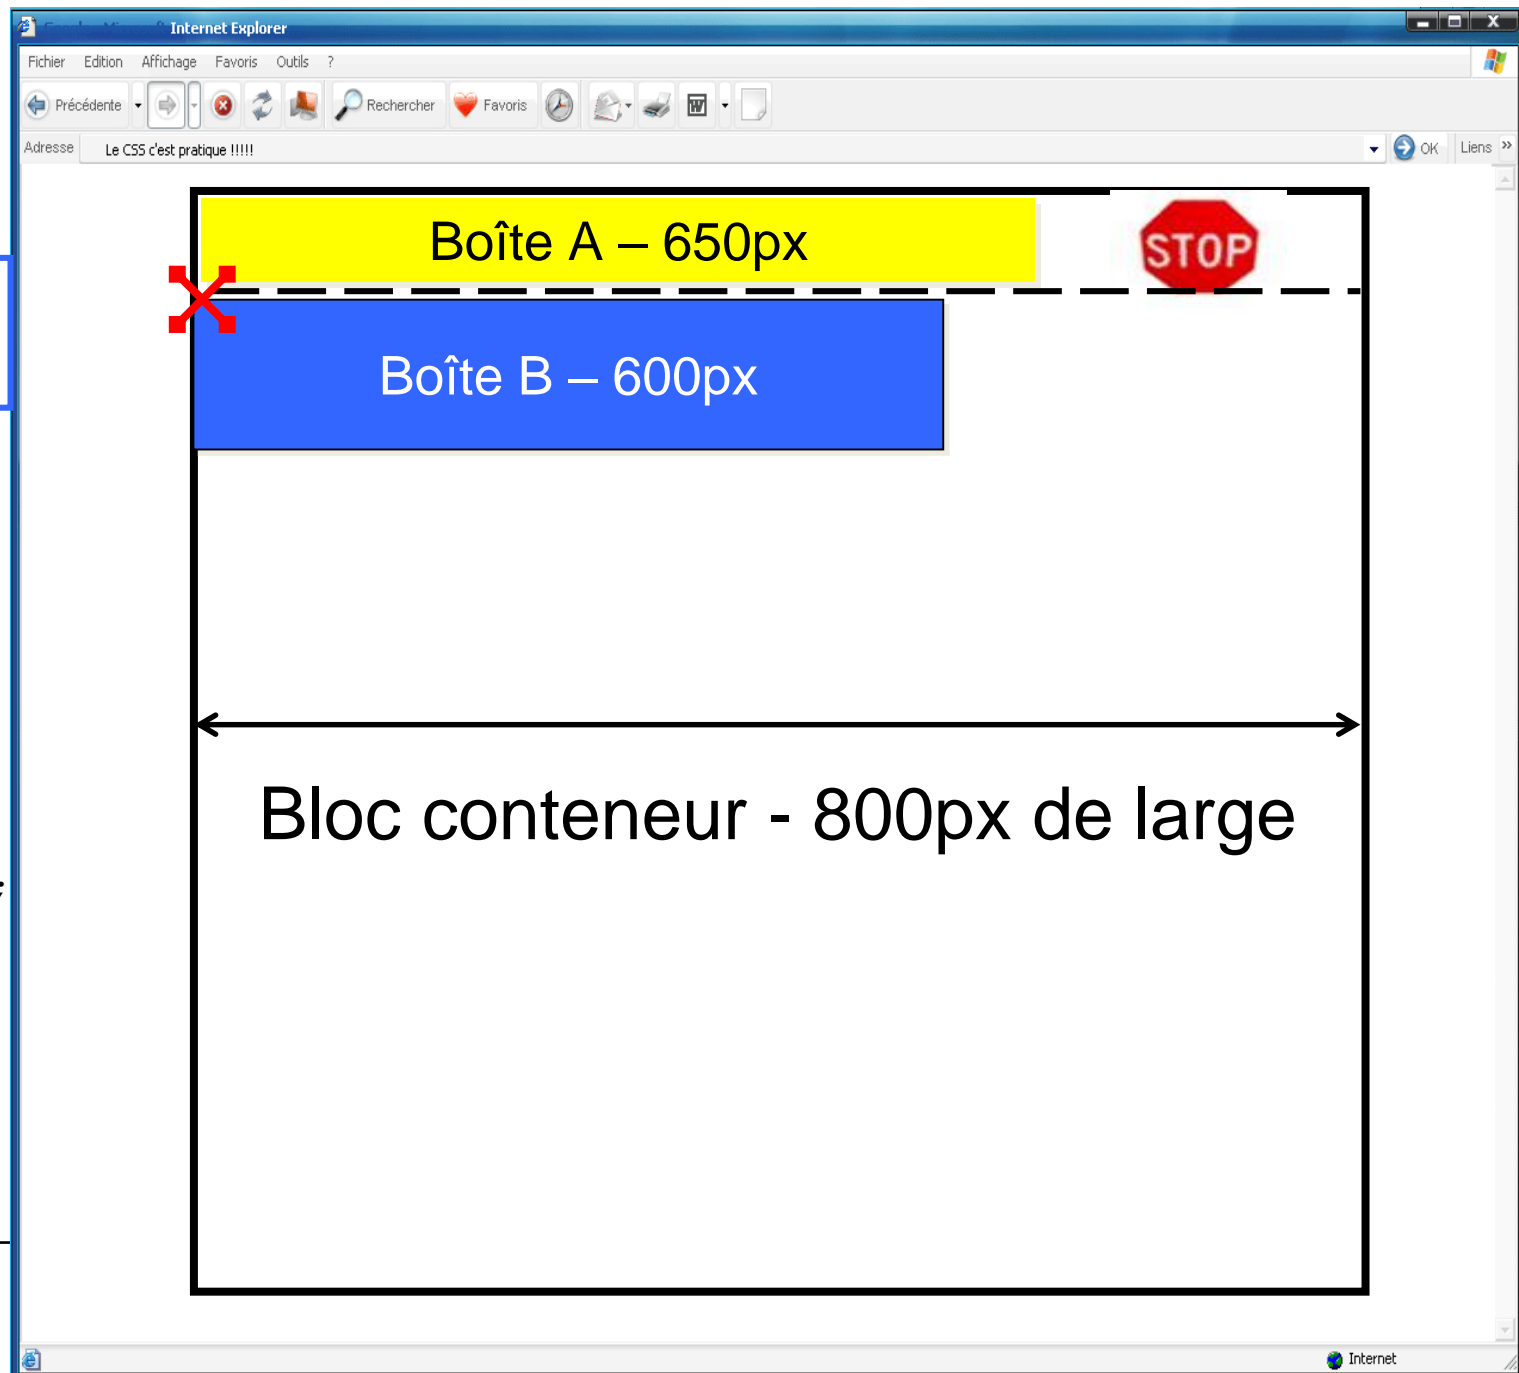 Internet Explorer
Fichier Edition Affichage Favoris Outils ?
Précédente Rechercher Favoris
Adresse Le CSS c'est pratique !!!!! OK Liens »
Boîte A – 650px
STOP
Boîte B – 600px
Bloc conteneur - 800px de large
Internet